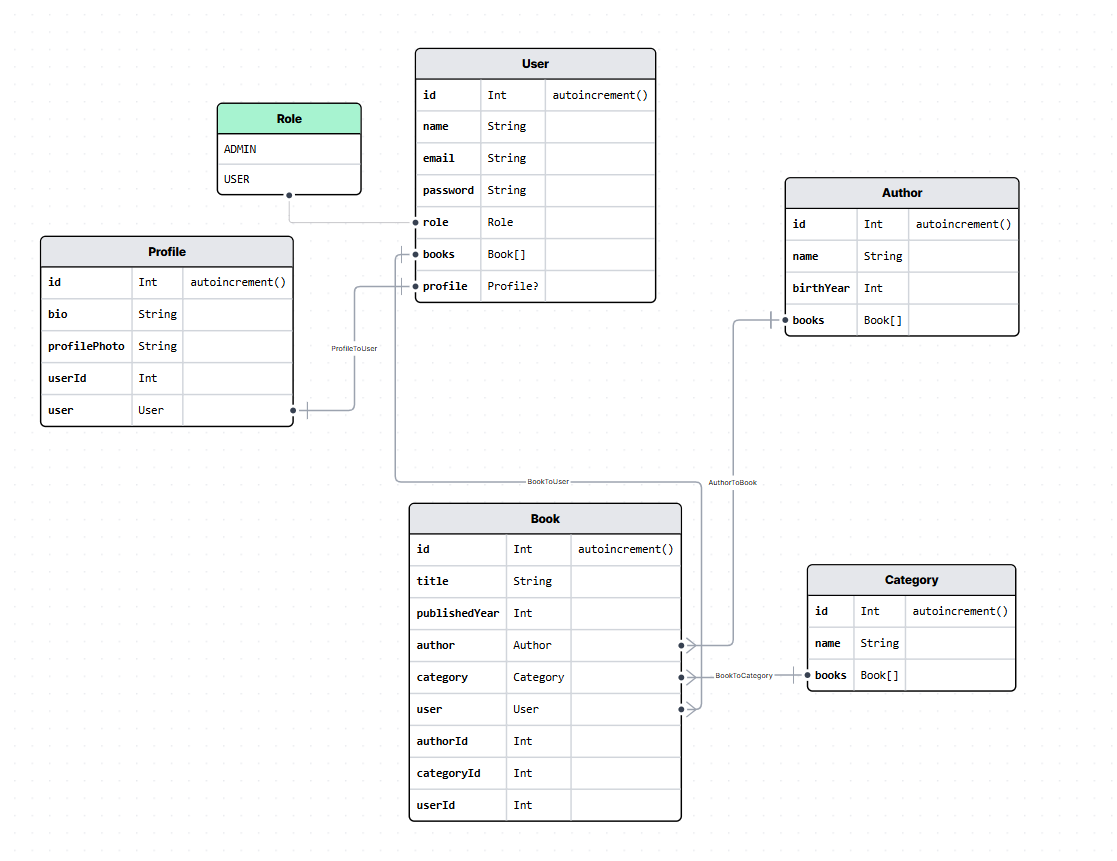 User
id Int autoincrement()
name String
email String
password String
role Role
books Book[]
profile Profile?
Role
ADMIN
USER
Profile
id Int autoincrement()
bio String
profilePhoto String
userId Int
user User
ProfileToUser
Author
id Int autoincrement()
name String
birthYear Int
books Book[]
BookToUser
AuthorToBook
Book
id Int autoincrement()
title String
publishedYear Int
author Author
category Category
user User
authorId Int
categoryId Int
userId Int
BookToCategory
Category
id Int autoincrement()
name String
books Book[]